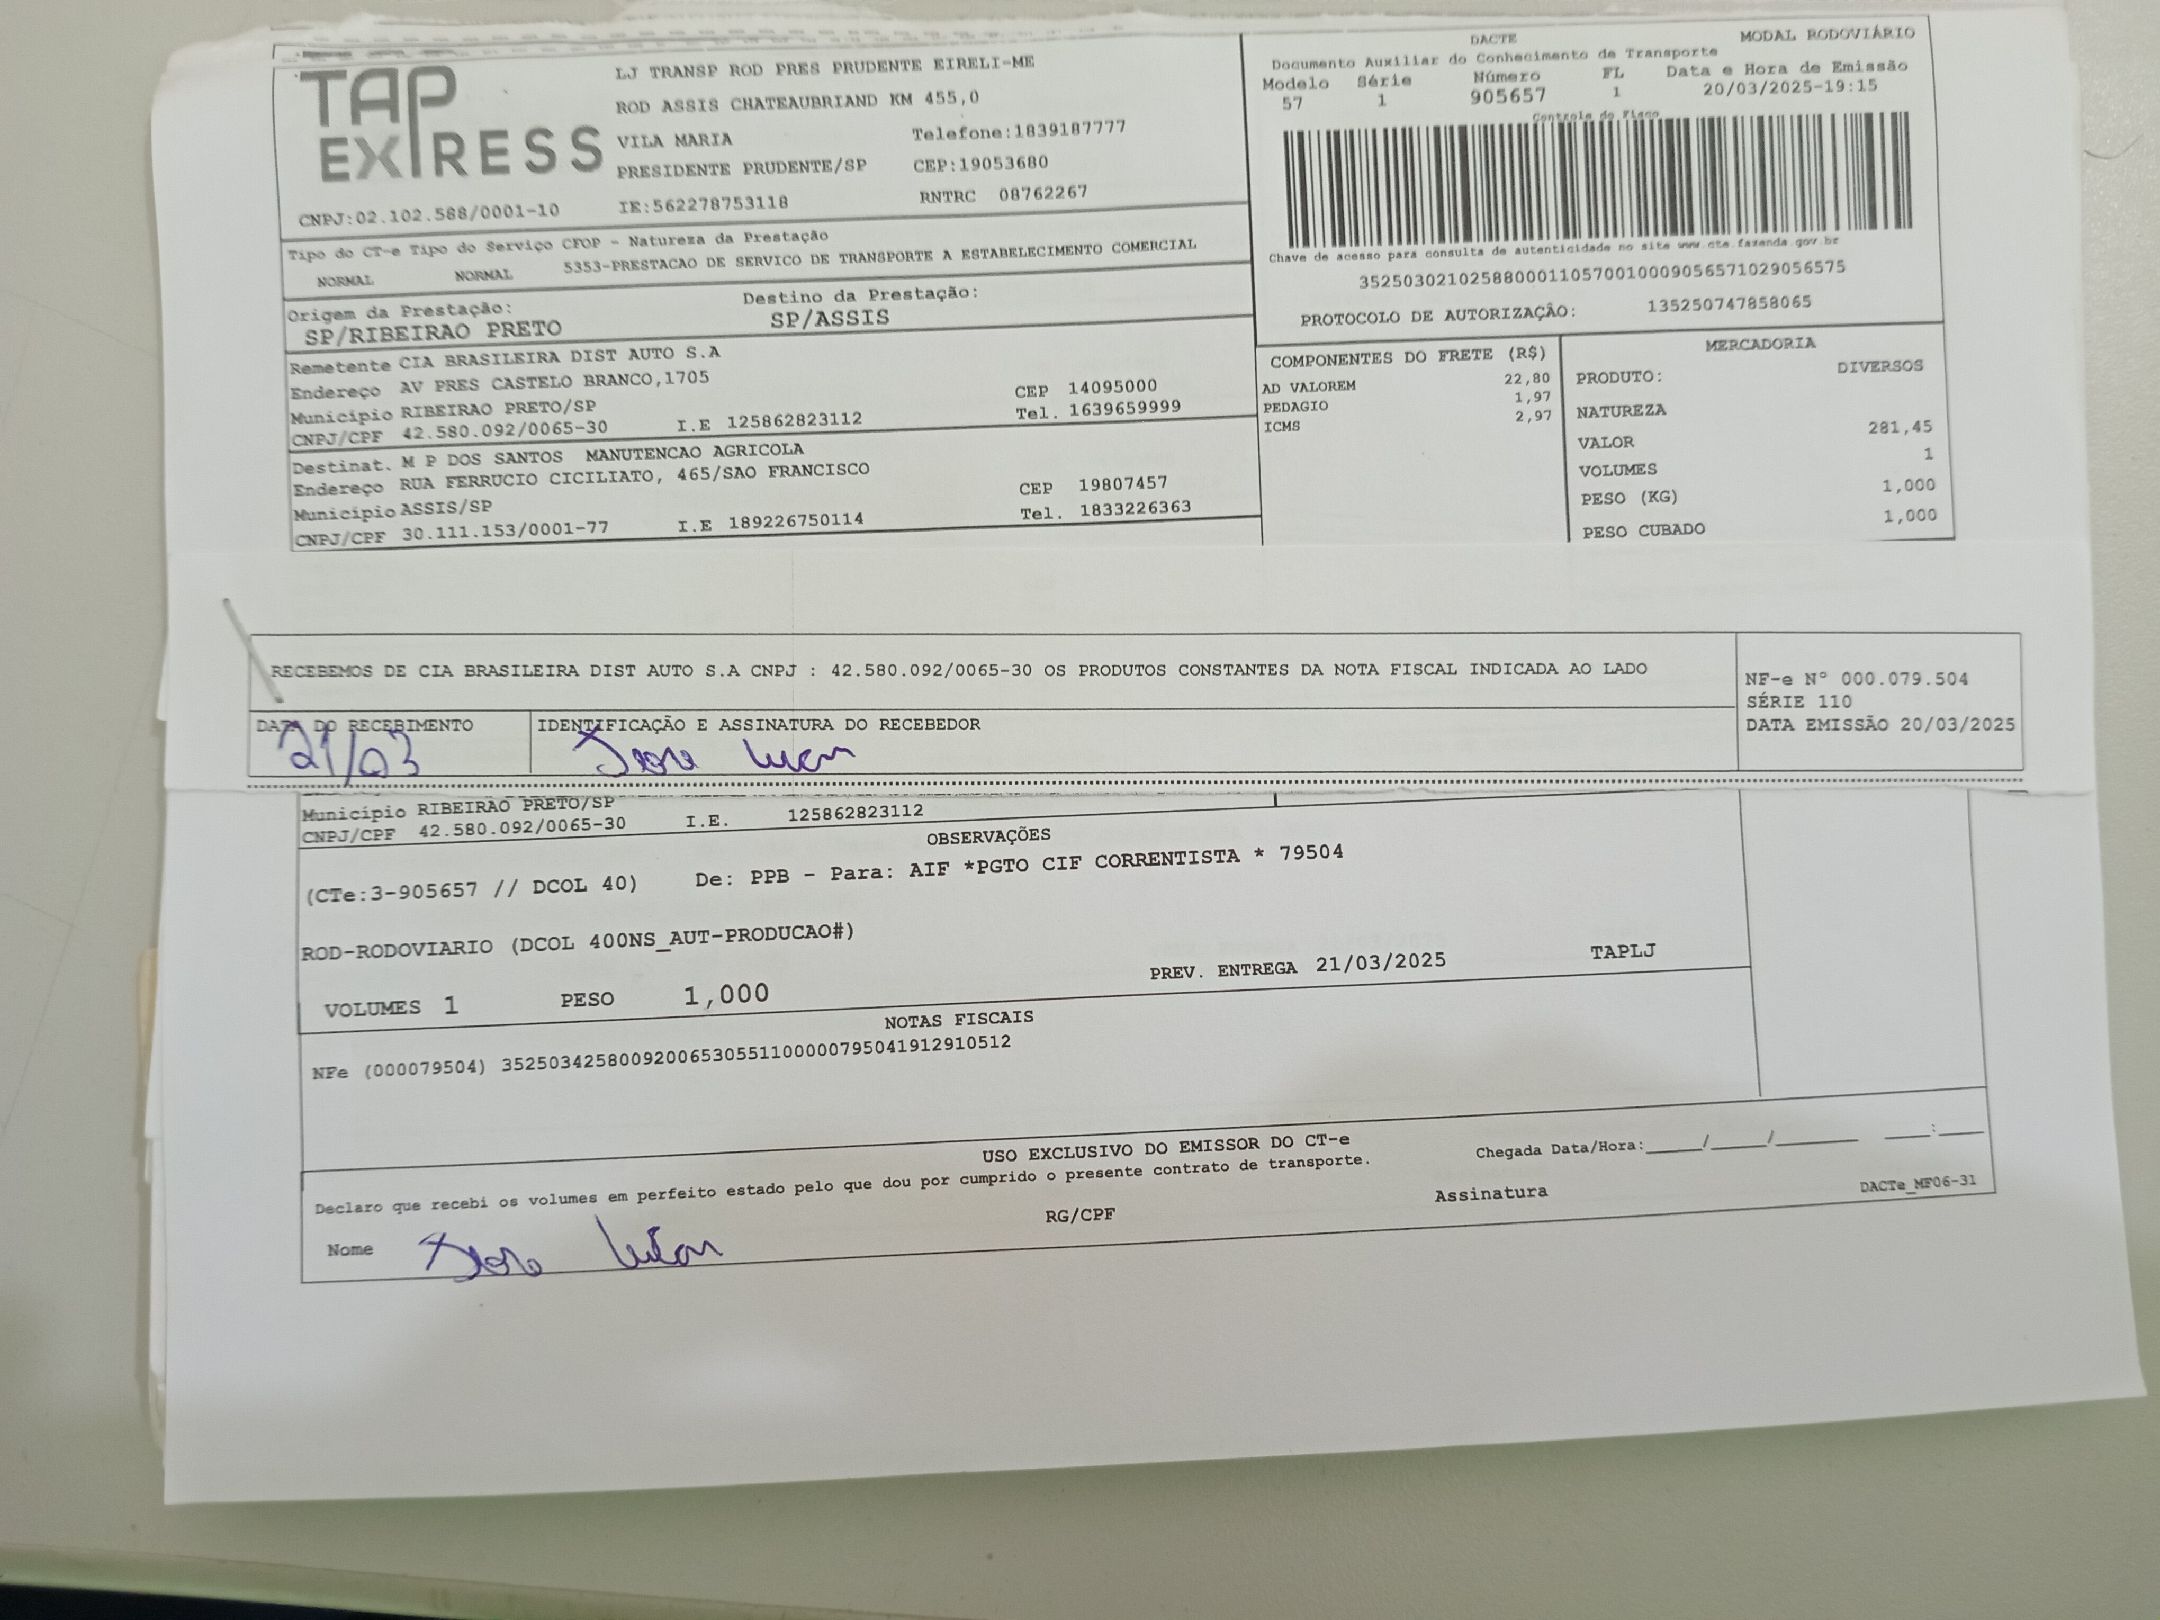 TAP EXPRESS
LJ TRANSP ROD PRES PRUDENTE EIRELI-ME
ROD ASSIS CHATEAUBRIAND KM 455,0
VILA MARIA Telefone:1839187777
PRESIDENTE PRUDENTE/SP CEP:19053680
CNPJ:02.102.588/0001-10 IE:562278753118 RNTRC 08762267
DACTE MODAL RODOVIÁRIO
Documento Auxiliar do Conhecimento de Transporte
Modelo Série Número FL Data e Hora de Emissão
57 1 905657 1 20/03/2025-19:15
Controle do Fisco
Chave de acesso para consulta de autenticidade no site www.cte.fazenda.gov.br
35250302102588000110570010009056571029056575
PROTOCOLO DE AUTORIZAÇÃO: 135250747858065
Tipo do CT-e Tipo do Serviço CFOP - Natureza da Prestação
NORMAL NORMAL 5353-PRESTACAO DE SERVICO DE TRANSPORTE A ESTABELECIMENTO COMERCIAL
Origem da Prestação: Destino da Prestação:
SP/RIBEIRAO PRETO SP/ASSIS
Remetente CIA BRASILEIRA DIST AUTO S.A
Endereço AV PRES CASTELO BRANCO,1705 CEP 14095000
Município RIBEIRAO PRETO/SP Tel. 1639659999
CNPJ/CPF 42.580.092/0065-30 I.E 125862823112
Destinat. M P DOS SANTOS MANUTENCAO AGRICOLA
Endereço RUA FERRUCIO CICILIATO, 465/SAO FRANCISCO CEP 19807457
Município ASSIS/SP Tel. 1833226363
CNPJ/CPF 30.111.153/0001-77 I.E 189226750114
COMPONENTES DO FRETE (R$)
AD VALOREM 22,80
PEDAGIO 1,97
ICMS 2,97
MERCADORIA
PRODUTO: DIVERSOS
NATUREZA
VALOR 281,45
VOLUMES 1
PESO (KG) 1,000
PESO CUBADO 1,000
RECEBEMOS DE CIA BRASILEIRA DIST AUTO S.A CNPJ : 42.580.092/0065-30 OS PRODUTOS CONSTANTES DA NOTA FISCAL INDICADA AO LADO
NF-e N° 000.079.504
SÉRIE 110
DATA EMISSÃO 20/03/2025
DATA DO RECEBIMENTO IDENTIFICAÇÃO E ASSINATURA DO RECEBEDOR
21/03
Município RIBEIRAO PRETO/SP
CNPJ/CPF 42.580.092/0065-30 I.E. 125862823112
OBSERVAÇÕES
(CTe:3-905657 // DCOL 40) De: PPB - Para: AIF *PGTO CIF CORRENTISTA * 79504
ROD-RODOVIARIO (DCOL 400NS_AUT-PRODUCAO#)
PREV. ENTREGA 21/03/2025 TAPLJ
VOLUMES 1 PESO 1,000
NOTAS FISCAIS
NFe (000079504) 35250342580092006530551100000795041912910512
USO EXCLUSIVO DO EMISSOR DO CT-e
Declaro que recebi os volumes em perfeito estado pelo que dou por cumprido o presente contrato de transporte.
Chegada Data/Hora:_____/_____/_______ ____:____
Nome RG/CPF Assinatura DACTe_MF06-31